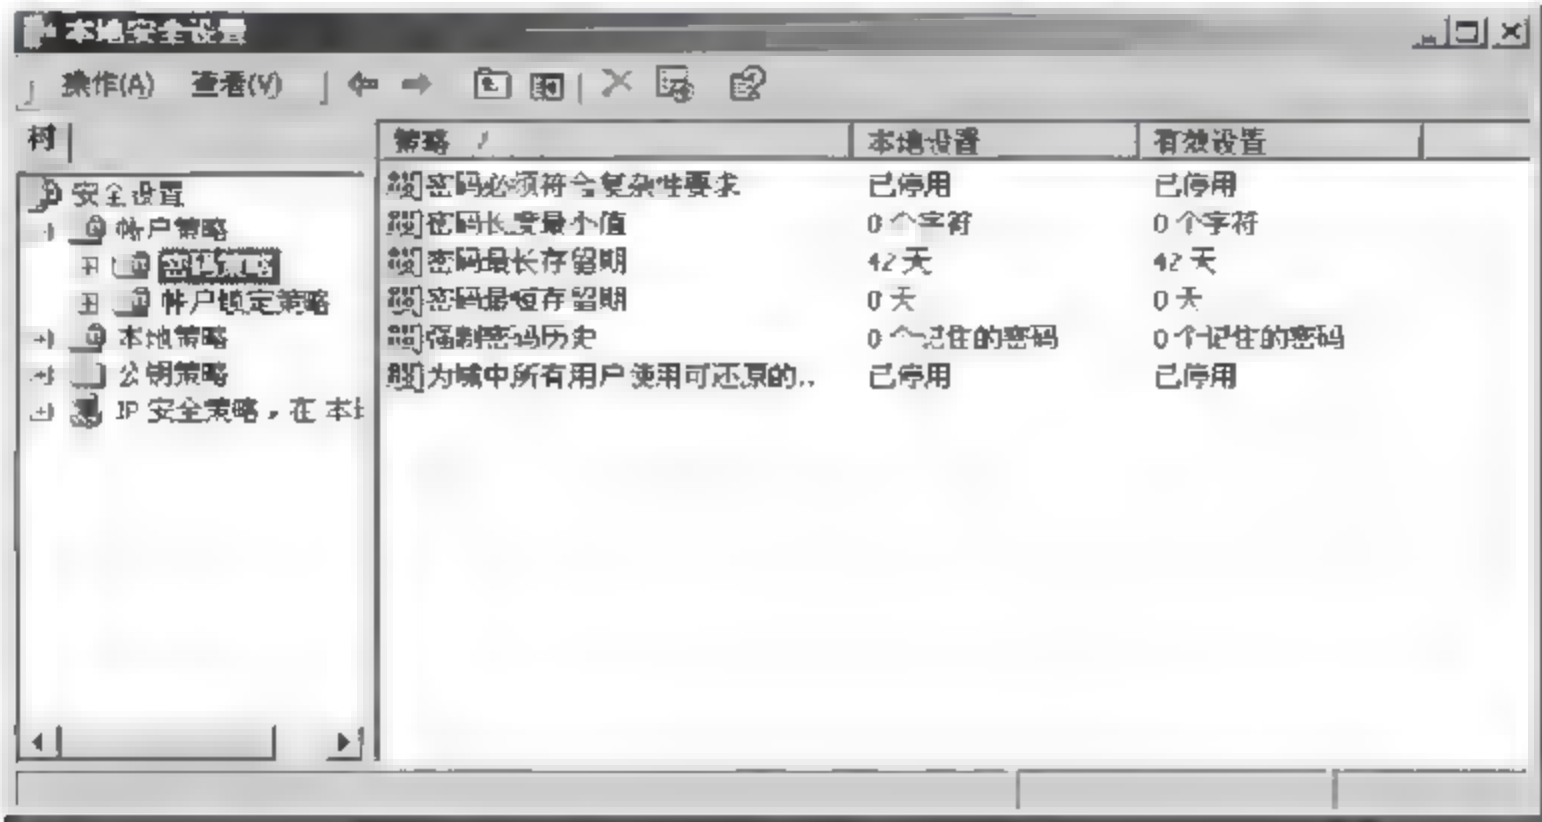 本地安全设置
操作(A) 查看(V)
树
策略 / 本地设置 有效设置
安全设置
帐户策略
密码策略
帐户锁定策略
本地策略
公钥策略
IP 安全策略，在 本地
密码必须符合复杂性要求 已停用 已停用
密码长度最小值 0 个字符 0 个字符
密码最长存留期 42 天 42 天
密码最短存留期 0 天 0 天
强制密码历史 0 个记住的密码 0 个记住的密码
为域中所有用户使用可还原的.. 已停用 已停用